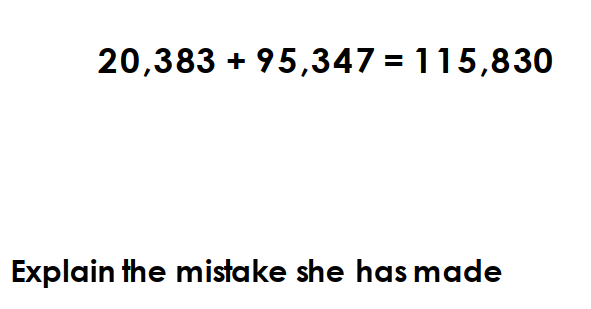 20,383 + 95,347 = 115,830
Explain the mistake she has made